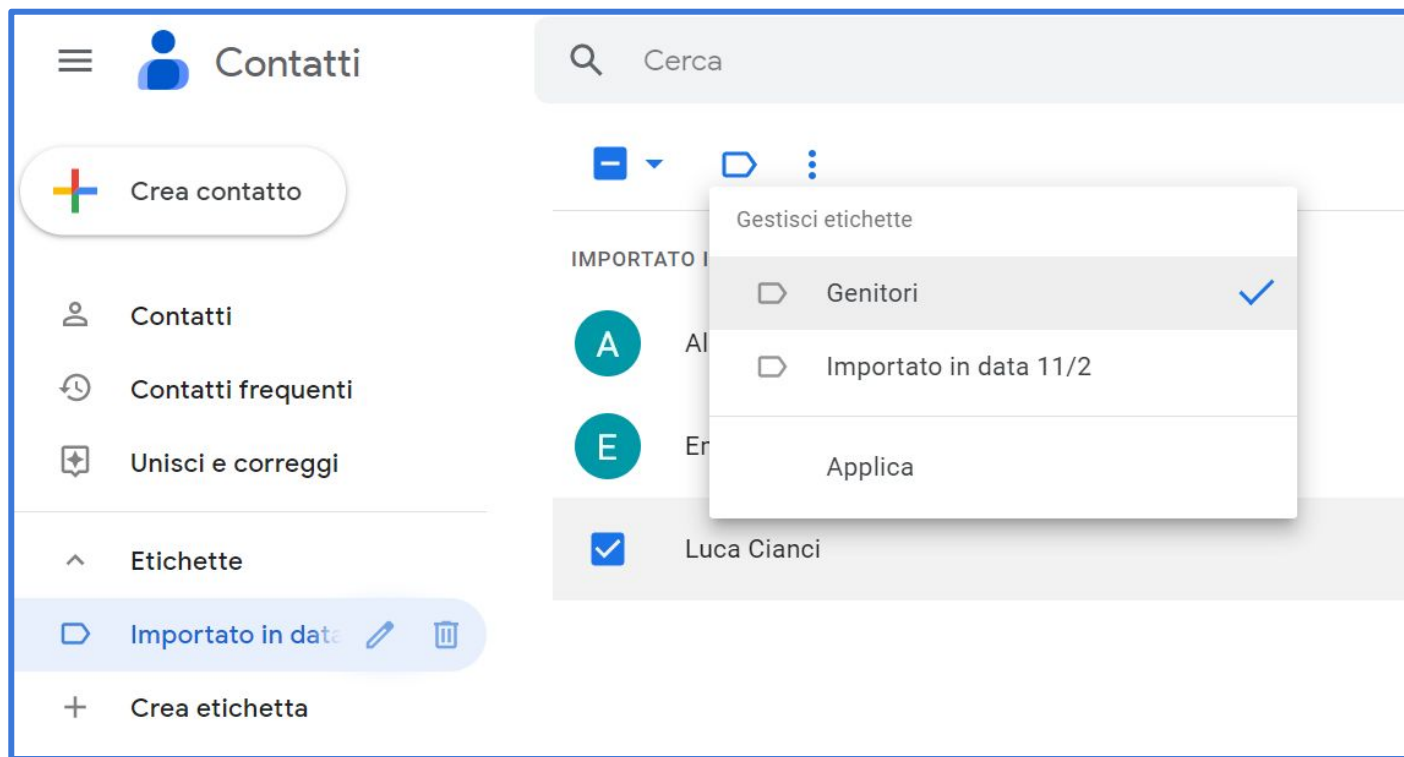 Contatti
Cerca
Crea contatto
Contatti
Contatti frequenti
Unisci e correggi
Etichette
Importato in data
Crea etichetta
Gestisci etichette
Genitori
Importato in data 11/2
Applica
IMPORTATO I
A
Al
E
Luca Cianci